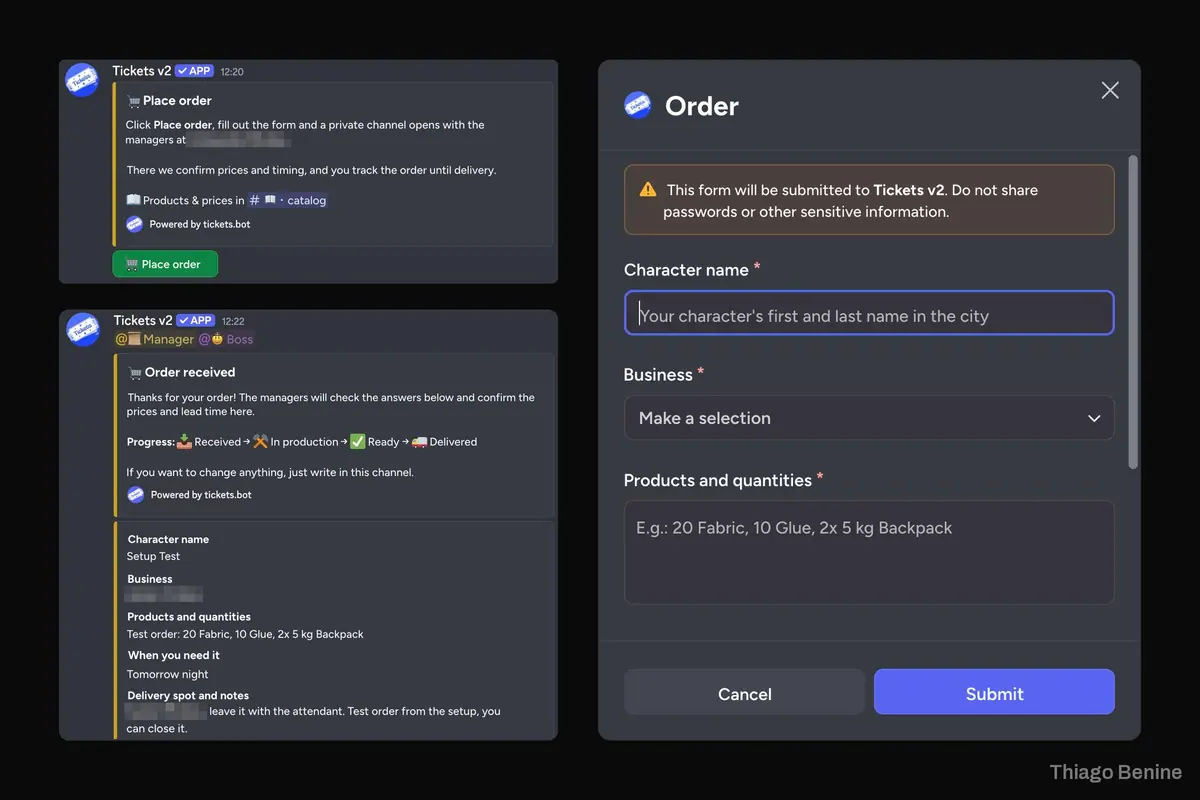 Tickets v2 ✓ APP 12:20
🛒 Place order
Click Place order, fill out the form and a private channel opens with the
managers at
There we confirm prices and timing, and you track the order until delivery.
📖 Products & prices in # 📖・catalog
Powered by tickets.bot
🛒 Place order
Tickets v2 ✓ APP 12:22
@Manager @🤠 Boss
🛒 Order received
Thanks for your order! The managers will check the answers below and confirm the
prices and lead time here.
Progress: 📥 Received → ⚒️ In production → ✅ Ready → 🚚 Delivered
If you want to change anything, just write in this channel.
Powered by tickets.bot
Character name
Setup Test
Business
Products and quantities
Test order: 20 Fabric, 10 Glue, 2x 5 kg Backpack
When you need it
Tomorrow night
Delivery spot and notes
leave it with the attendant. Test order from the setup, you
can close it.
Tickets
Order
⚠️ This form will be submitted to Tickets v2. Do not share
passwords or other sensitive information.
Character name *
Your character's first and last name in the city
Business *
Make a selection
Products and quantities *
E.g.: 20 Fabric, 10 Glue, 2x 5 kg Backpack
Cancel
Submit
Thiago Benine